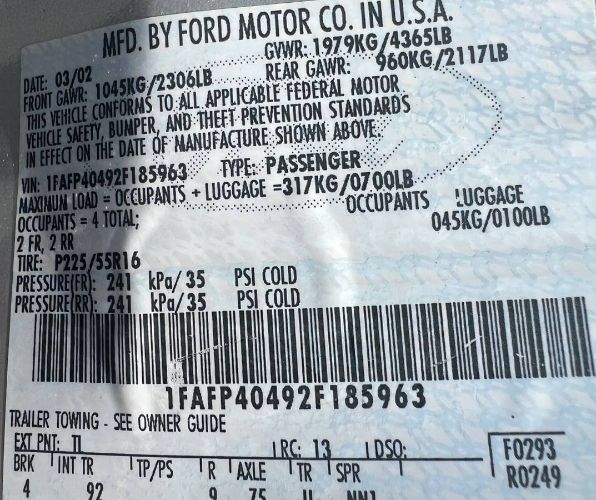 MFD. BY FORD MOTOR CO. IN U.S.A.
DATE: 03/02 GVWR: 1979KG/4365LB
FRONT GAWR: 1045KG/2306LB REAR GAWR: 960KG/2117LB
THIS VEHICLE CONFORMS TO ALL APPLICABLE FEDERAL MOTOR
VEHICLE SAFETY, BUMPER, AND THEFT PREVENTION STANDARDS
IN EFFECT ON THE DATE OF MANUFACTURE SHOWN ABOVE.
VIN: 1FAFP40492F185963 TYPE: PASSENGER
MAXIMUM LOAD = OCCUPANTS + LUGGAGE =317KG/0700LB
OCCUPANTS = 4 TOTAL; OCCUPANTS LUGGAGE
2 FR, 2 RR 045KG/0100LB
TIRE: P225/55R16
PRESSURE(FR): 241 kPa/ 35 PSI COLD
PRESSURE(RR): 241 kPa/ 35 PSI COLD
1FAFP40492F185963
TRAILER TOWING - SEE OWNER GUIDE
EXT PNT: TL RC: 13 DSO: F0293
BRK INT TR TP/PS R AXLE TR SPR R0249
4 92 9 Z5 U NN1